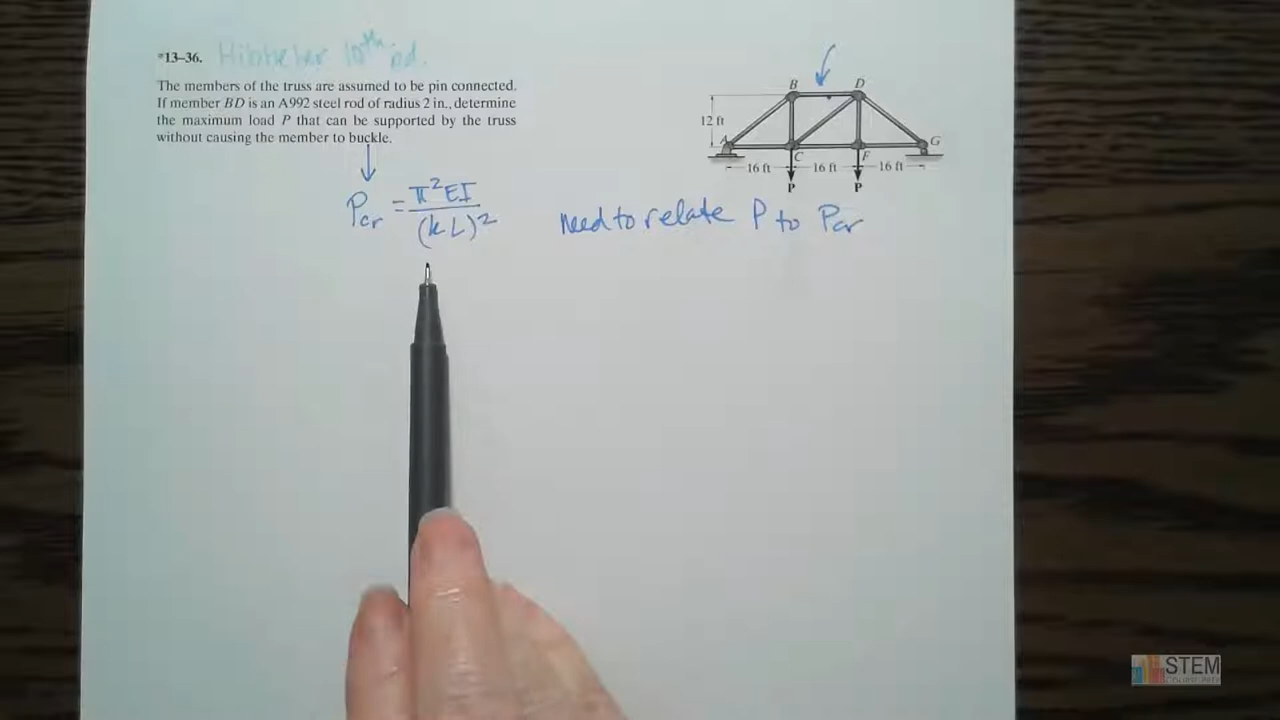 *13–36. Hibbeler 10th ed.
The members of the truss are assumed to be pin connected.
If member BD is an A992 steel rod of radius 2 in., determine
the maximum load P that can be supported by the truss
without causing the member to buckle.
B D
12 ft
A C F G
16 ft 16 ft 16 ft
P P
Pcr = π²EI
(kL)²
Need to relate P to Pcr
STEM